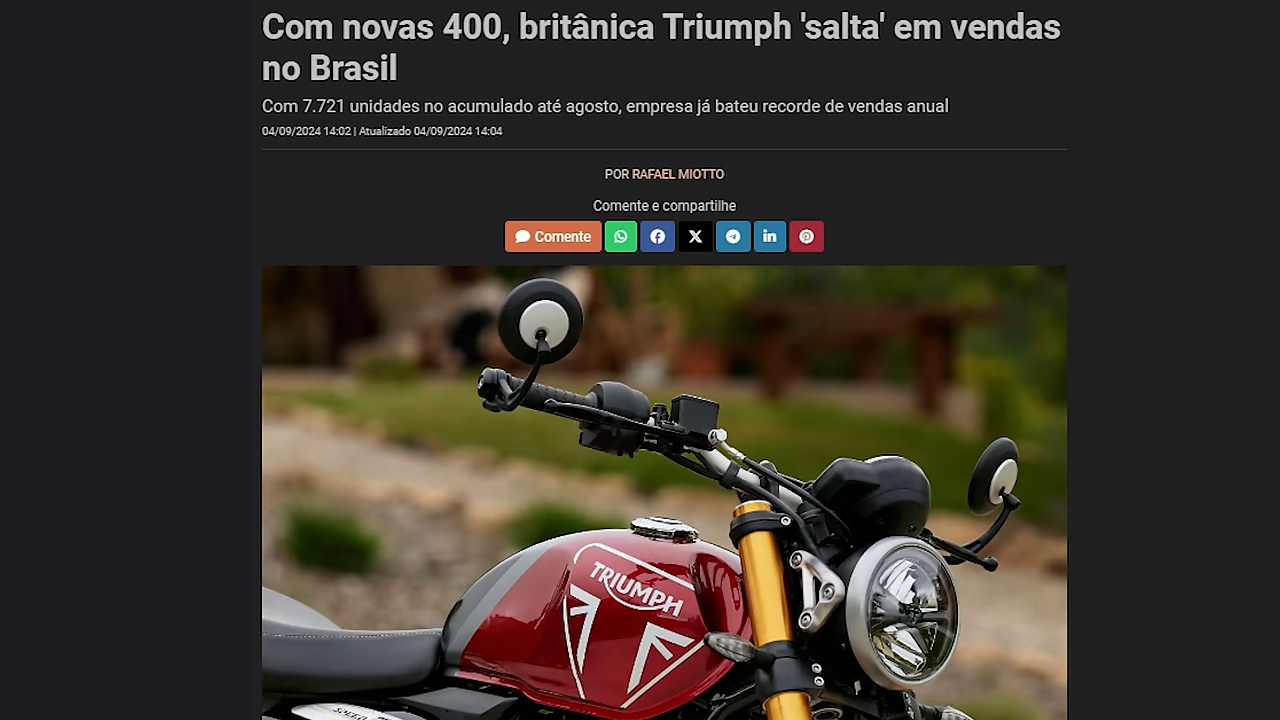 Com novas 400, britânica Triumph 'salta' em vendas
no Brasil
Com 7.721 unidades no acumulado até agosto, empresa já bateu recorde de vendas anual
04/09/2024 14:02 | Atualizado 04/09/2024 14:04
POR RAFAEL MIOTTO
Comente e compartilhe
Comente
TRIUMPH
SPEED